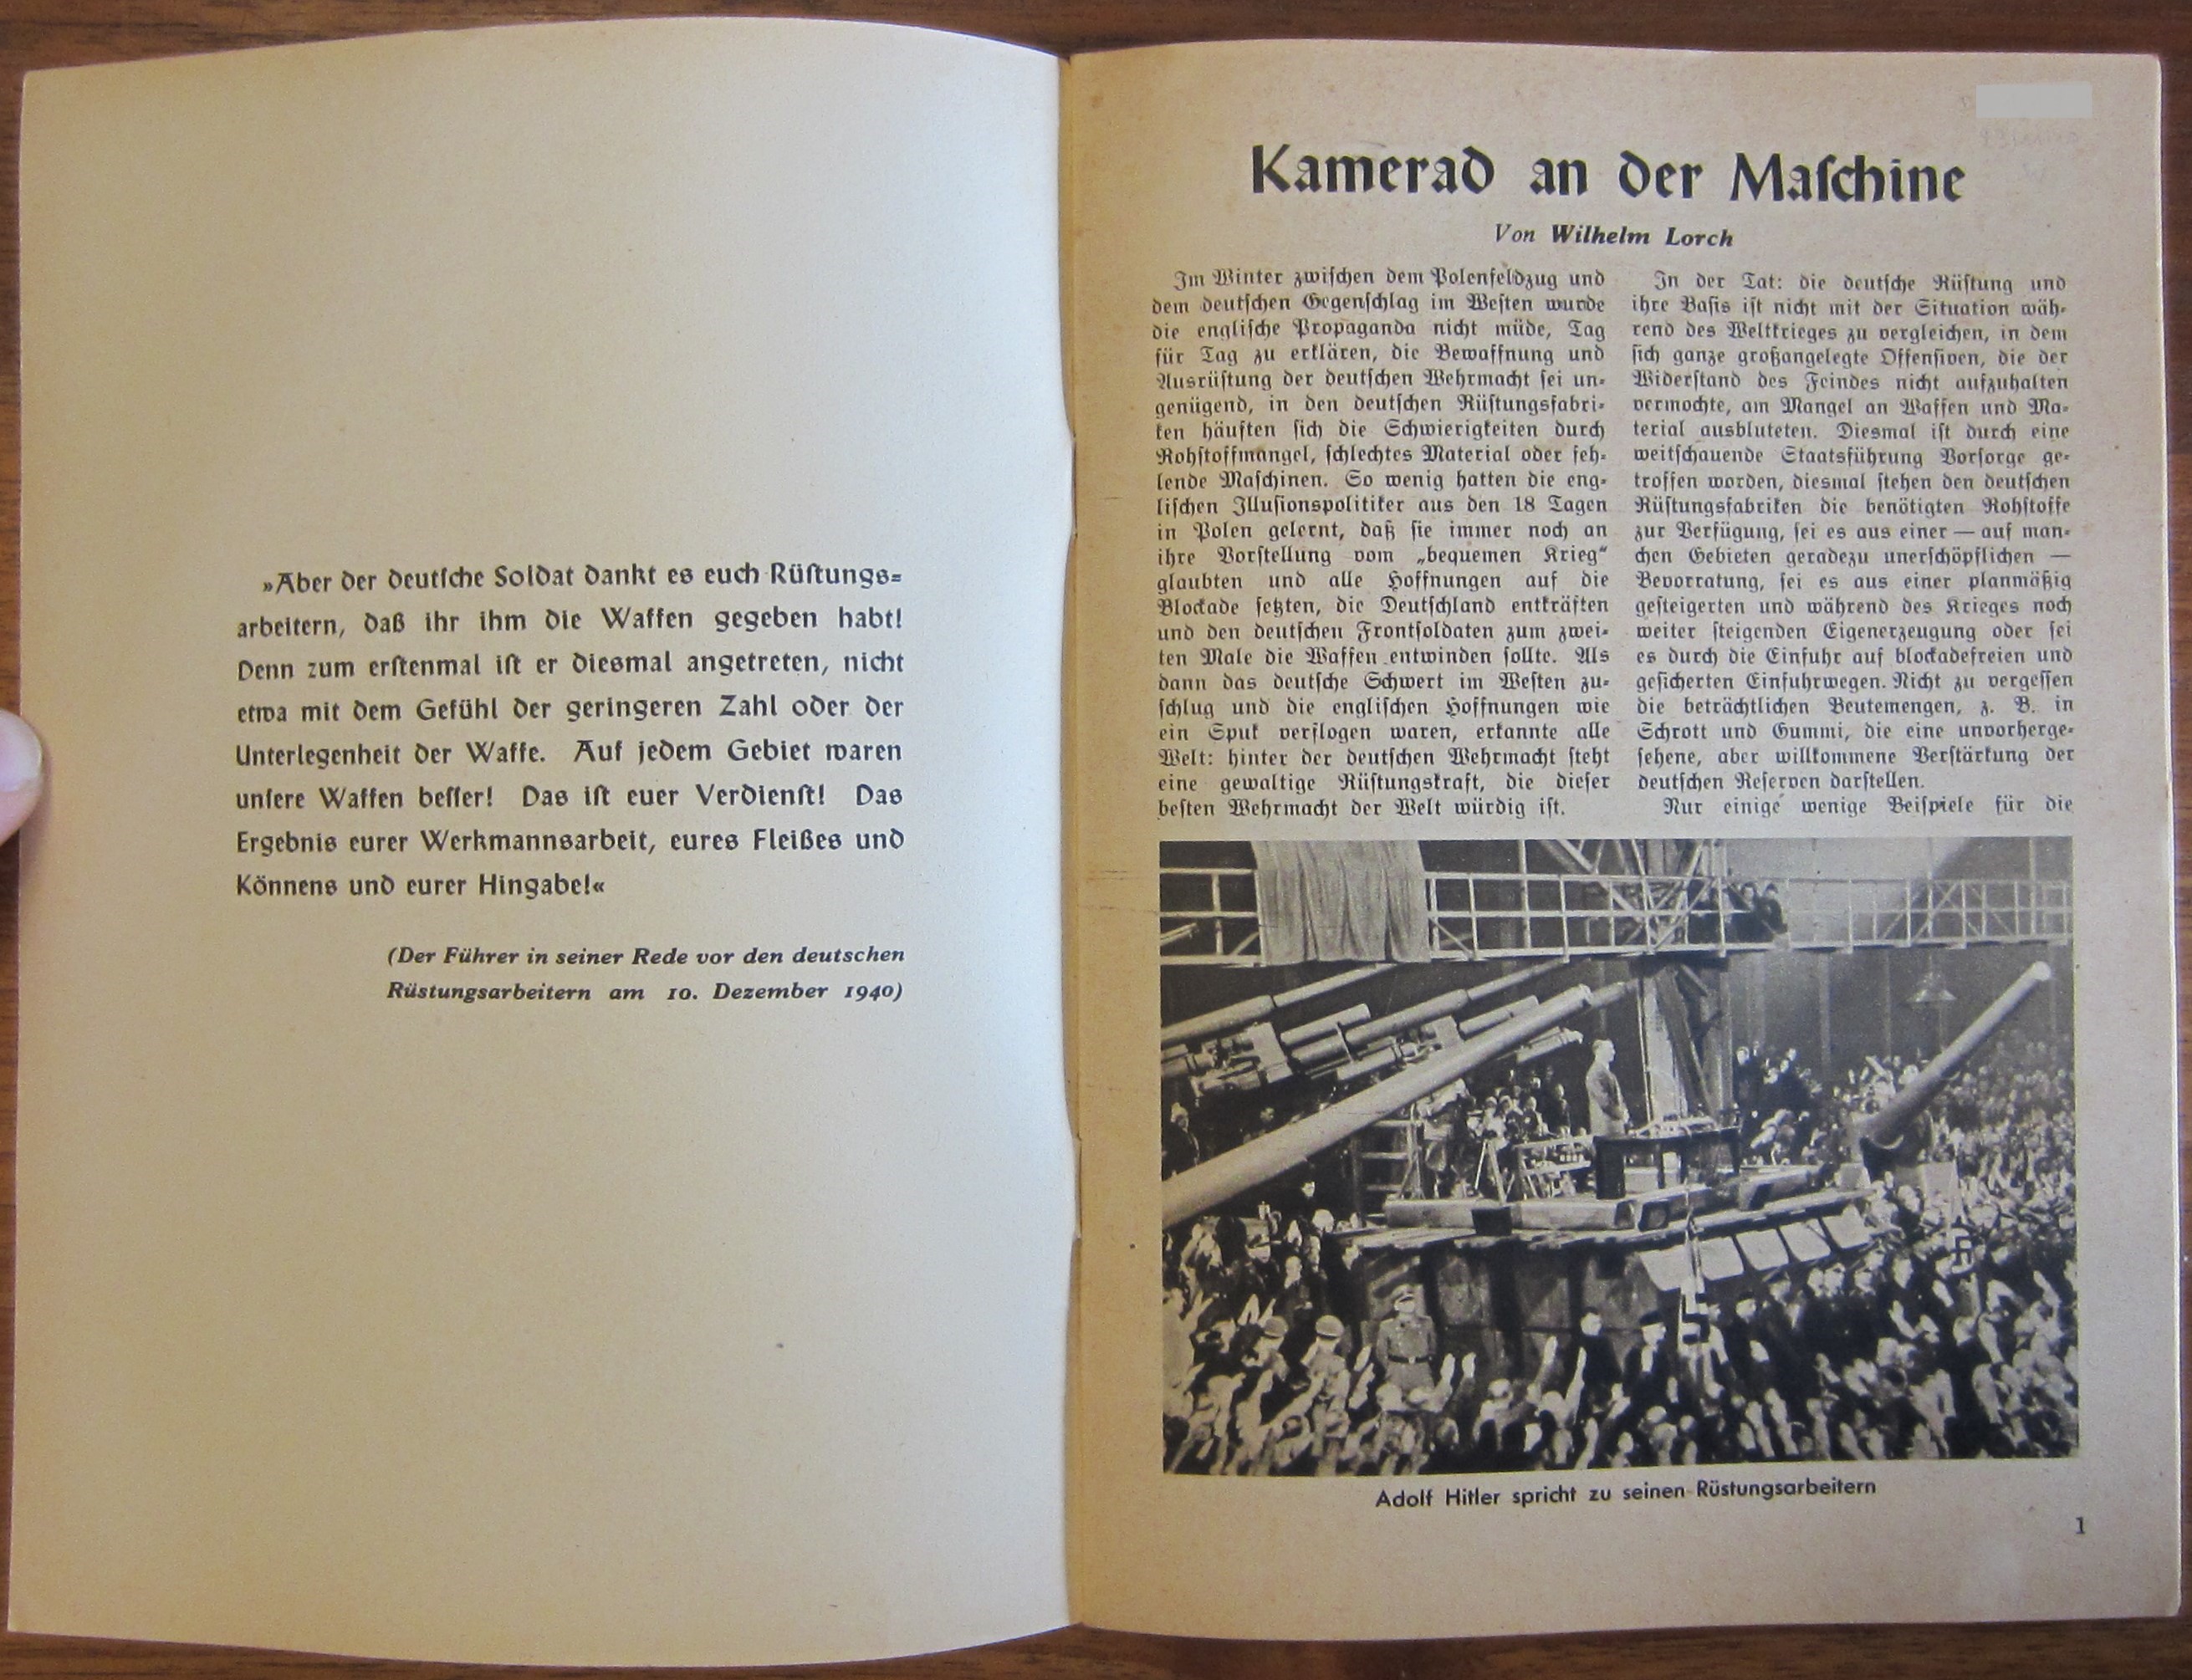 »Aber der deutſche Soldat dankt es euch Rüſtungs=
arbeitern, daß ihr ihm die Waffen gegeben habt!
Denn zum erſtenmal iſt er diesmal angetreten, nicht
etwa mit dem Gefühl der geringeren Zahl oder der
Unterlegenheit der Waffe. Auf jedem Gebiet waren
unſere Waffen beſſer! Das iſt euer Verdienſt! Das
Ergebnis eurer Werkmannsarbeit, eures Fleißes und
Könnens und eurer Hingabe!«
(Der Führer in seiner Rede vor den deutschen
Rüstungsarbeitern am 10. Dezember 1940)
Kamerad an der Maſchine
Von Wilhelm Lorch
Im Winter zwiſchen dem Polenfeldzug und
dem deutſchen Gegenſchlag im Weſten wurde
die engliſche Propaganda nicht müde, Tag
für Tag zu erklären, die Bewaffnung und
Ausrüſtung der deutſchen Wehrmacht ſei un-
genügend, in den deutſchen Rüſtungsfabri-
ken häuften ſich die Schwierigkeiten durch
Rohſtoffmangel, ſchlechtes Material oder feh-
lende Maſchinen. So wenig hatten die eng-
liſchen Illuſionspolitiker aus den 18 Tagen
in Polen gelernt, daß ſie immer noch an
ihre Vorſtellung vom „bequemen Krieg“
glaubten und alle Hoffnungen auf die
Blockade ſetzten, die Deutſchland entkräften
und den deutſchen Frontſoldaten zum zwei-
ten Male die Waffen entwinden ſollte. Als
dann das deutſche Schwert im Weſten zu-
ſchlug und die engliſchen Hoffnungen wie
ein Spuk verflogen waren, erkannte alle
Welt: hinter der deutſchen Wehrmacht ſteht
eine gewaltige Rüſtungskraft, die dieſer
beſten Wehrmacht der Welt würdig iſt.
In der Tat: die deutſche Rüſtung und
ihre Baſis iſt nicht mit der Situation wäh-
rend des Weltkrieges zu vergleichen, in dem
ſich ganze großangelegte Offenſiven, die der
Widerſtand des Feindes nicht aufzuhalten
vermochte, am Mangel an Waffen und Ma-
terial ausbluteten. Diesmal iſt durch eine
weitſchauende Staatsführung Vorſorge ge-
troffen worden, diesmal ſtehen den deutſchen
Rüſtungsfabriken die benötigten Rohſtoffe
zur Verfügung, ſei es aus einer — auf man-
chen Gebieten geradezu unerſchöpflichen —
Bevorratung, ſei es aus einer planmäßig
geſteigerten und während des Krieges noch
weiter ſteigenden Eigenerzeugung oder ſei
es durch die Einfuhr auf blockadefreien und
geſicherten Einfuhrwegen. Nicht zu vergeſſen
die beträchtlichen Beutemengen, z. B. in
Schrott und Gummi, die eine unvorherge-
ſehene, aber willkommene Verſtärkung der
deutſchen Reſerven darſtellen.
Nur einige wenige Beiſpiele für die
Adolf Hitler spricht zu seinen Rüstungsarbeitern
1